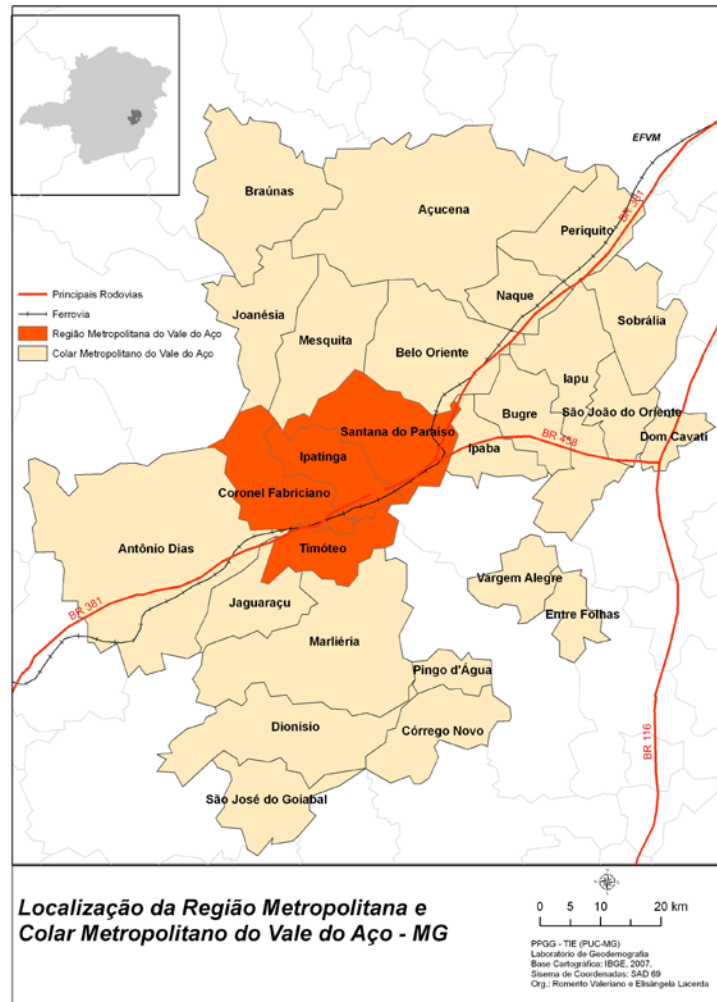 EFVM
BR 381
Braúnas
Açucena
Periquito
Principais Rodovias
Ferrovia
Região Metropolitana do Vale do Aço
Colar Metropolitano do Vale do Aço
Joanésia
Mesquita
Naque
Belo Oriente
Sobrália
Iapu
Bugre
São João do Oriente
Santana do Paraíso
Dom Cavati
BR 458
Ipatinga
Ipaba
Coronel Fabriciano
Antônio Dias
Timóteo
Vargem Alegre
BR 381
Jaguaraçu
Entre Folhas
Marliéria
Pingo d'Água
Dionísio
Córrego Novo
BR 116
São José do Goiabal
Localização da Região Metropolitana e
Colar Metropolitano do Vale do Aço - MG
0 5 10 20 km
PPGG - TIE (PUC-MG)
Laboratório de Geodemografia
Base Cartográfica: IBGE, 2007.
Sisema de Coordenadas: SAD 69
Org.: Romerito Valeriano e Elisângela Lacerda